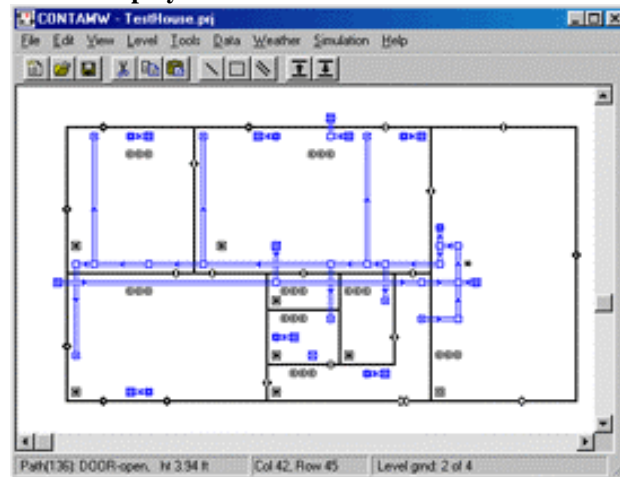 CONTAMW - TestHouse.prj
File Edit View Level Tools Data Weather Simulation Help
Path(136): DOOR-open, ht 3.94 ft Col 42, Row 45 Level grnd: 2 of 4